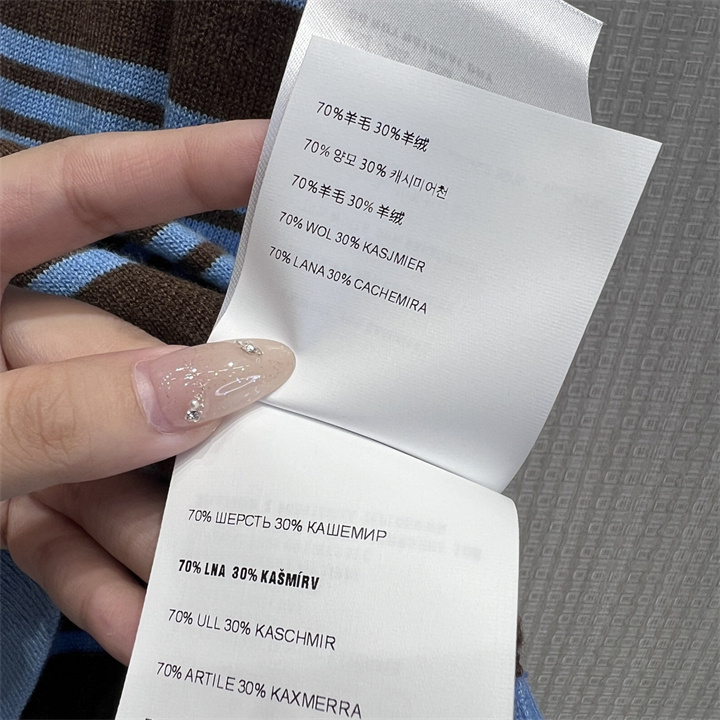 70%羊毛 30%羊绒
70% 양모 30% 캐시미어천
70%羊毛 30% 羊绒
70% WOL 30% KASJMIER
70% LANA 30% CACHEMIRA
70% ШЕРСТЬ 30% КАШЕМИР
70% LNA 30% KAŠMÍRV
70% ULL 30% KASCHMIR
70% ARTILE 30% KAXMERRA